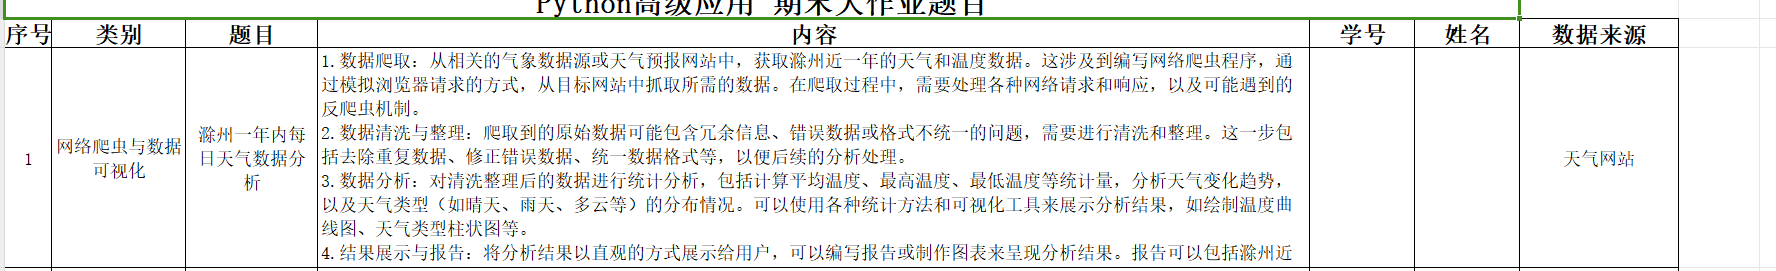 Python高级应用 期末大作业题目
序号 类别 题目 内容 学号 姓名 数据来源
1
网络爬虫与数据
可视化
滁州一年内每
日天气数据分
析
1.数据爬取：从相关的气象数据源或天气预报网站中，获取滁州近一年的天气和温度数据。这涉及到编写网络爬虫程序，通
过模拟浏览器请求的方式，从目标网站中抓取所需的数据。在爬取过程中，需要处理各种网络请求和响应，以及可能遇到的
反爬虫机制。
2.数据清洗与整理：爬取到的原始数据可能包含冗余信息、错误数据或格式不统一的问题，需要进行清洗和整理。这一步包
括去除重复数据、修正错误数据、统一数据格式等，以便后续的分析处理。
3.数据分析：对清洗整理后的数据进行统计分析，包括计算平均温度、最高温度、最低温度等统计量，分析天气变化趋势，
以及天气类型（如晴天、雨天、多云等）的分布情况。可以使用各种统计方法和可视化工具来展示分析结果，如绘制温度曲
线图、天气类型柱状图等。
4.结果展示与报告：将分析结果以直观的方式展示给用户，可以编写报告或制作图表来呈现分析结果。报告可以包括滁州近
天气网站